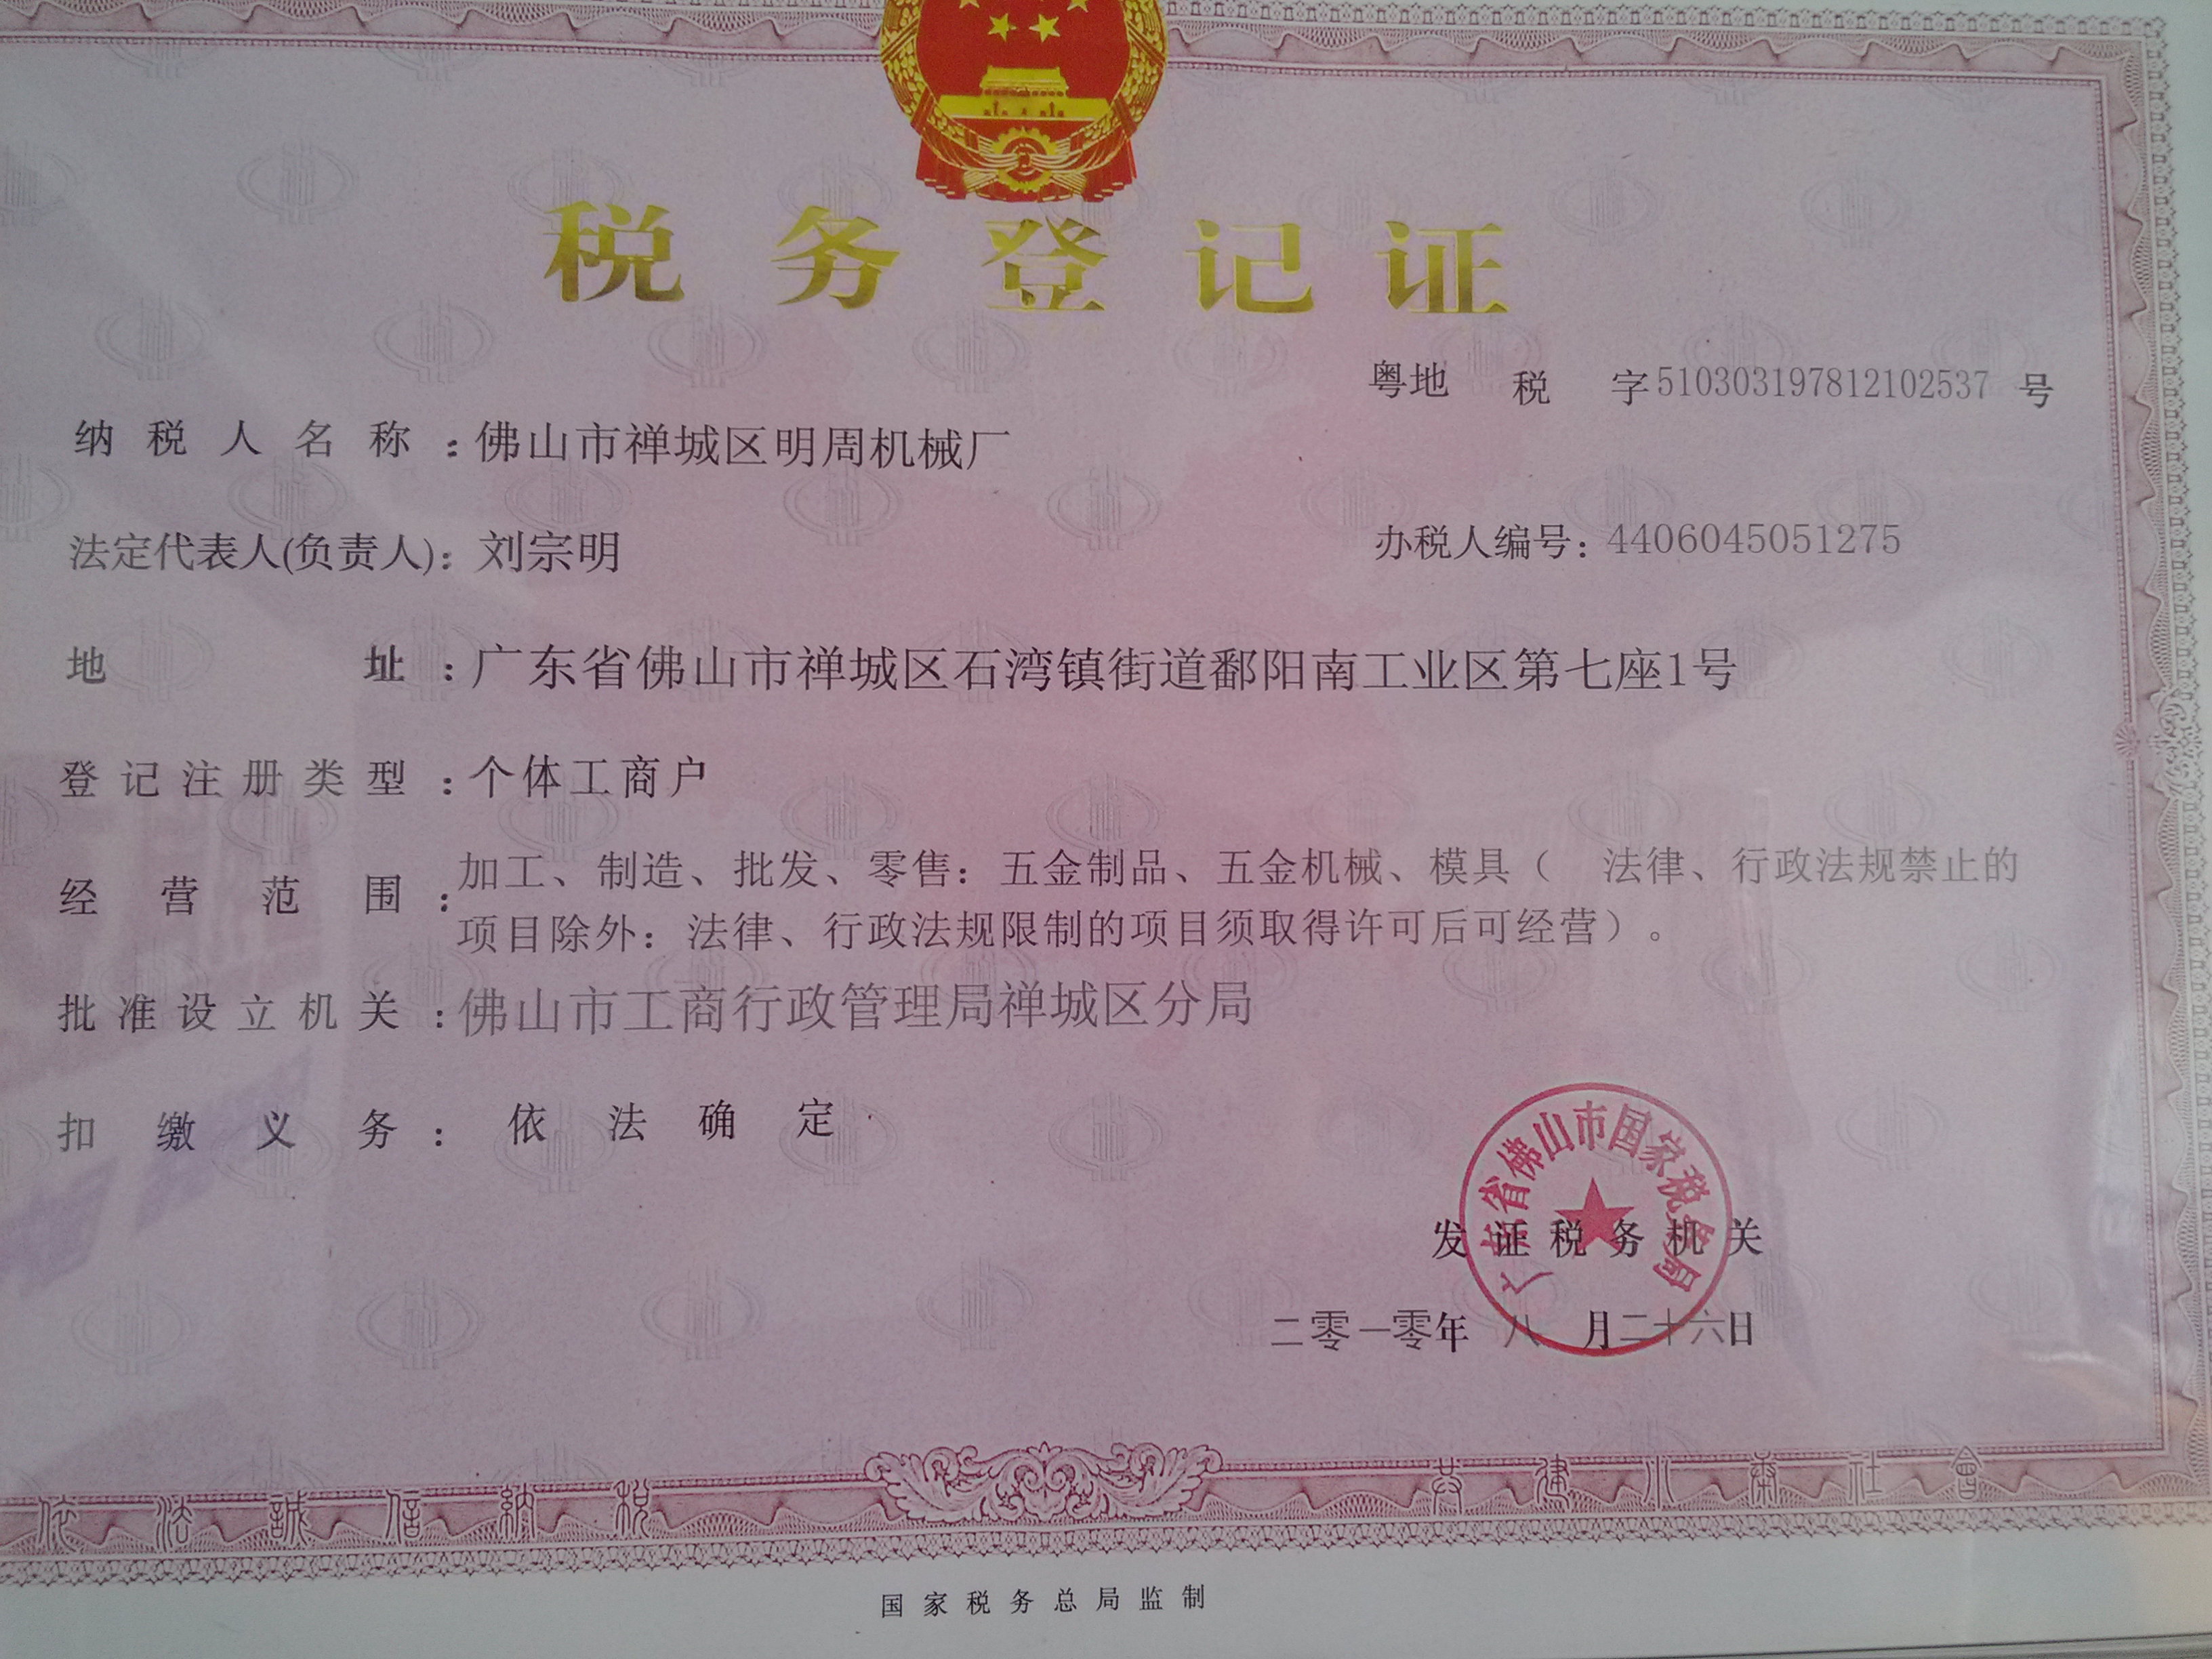 税务登记证
粤地 税 字510303197812102537 号
纳税人名称：佛山市禅城区明周机械厂
法定代表人(负责人)：刘宗明
办税人编号：4406045051275
地址：广东省佛山市禅城区石湾镇街道鄱阳南工业区第七座1号
登记注册类型：个体工商户
经营范围：加工、制造、批发、零售：五金制品、五金机械、模具（ 法律、行政法规禁止的
项目除外：法律、行政法规限制的项目须取得许可后可经营）。
批准设立机关：佛山市工商行政管理局禅城区分局
扣缴义务：依法确定
广东省佛山市国家税务局
发证税务机关
二零一零年 八 月二十六日
依法誠信納税
共建小康社會
国家税务总局监制